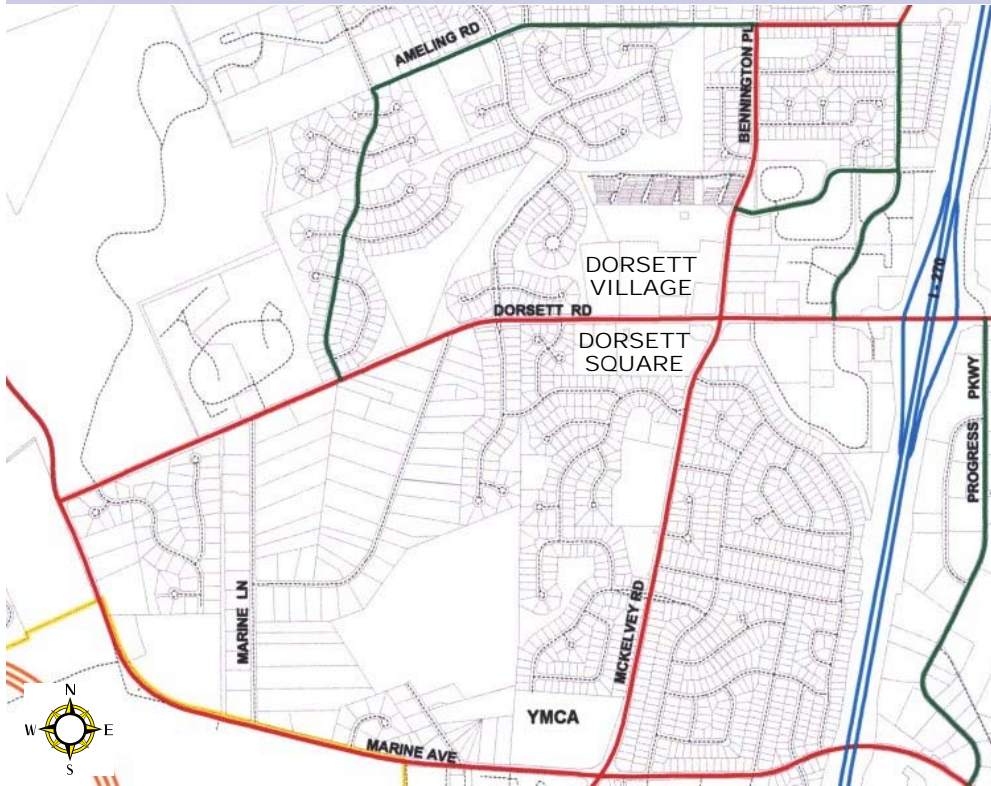 AMELING RD
BENNINGTON PL
DORSETT
VILLAGE
I - 270
DORSETT RD
DORSETT
SQUARE
PROGRESS PKWY
MARINE LN
MCKELVEY RD
YMCA
MARINE AVE
N
W
E
S